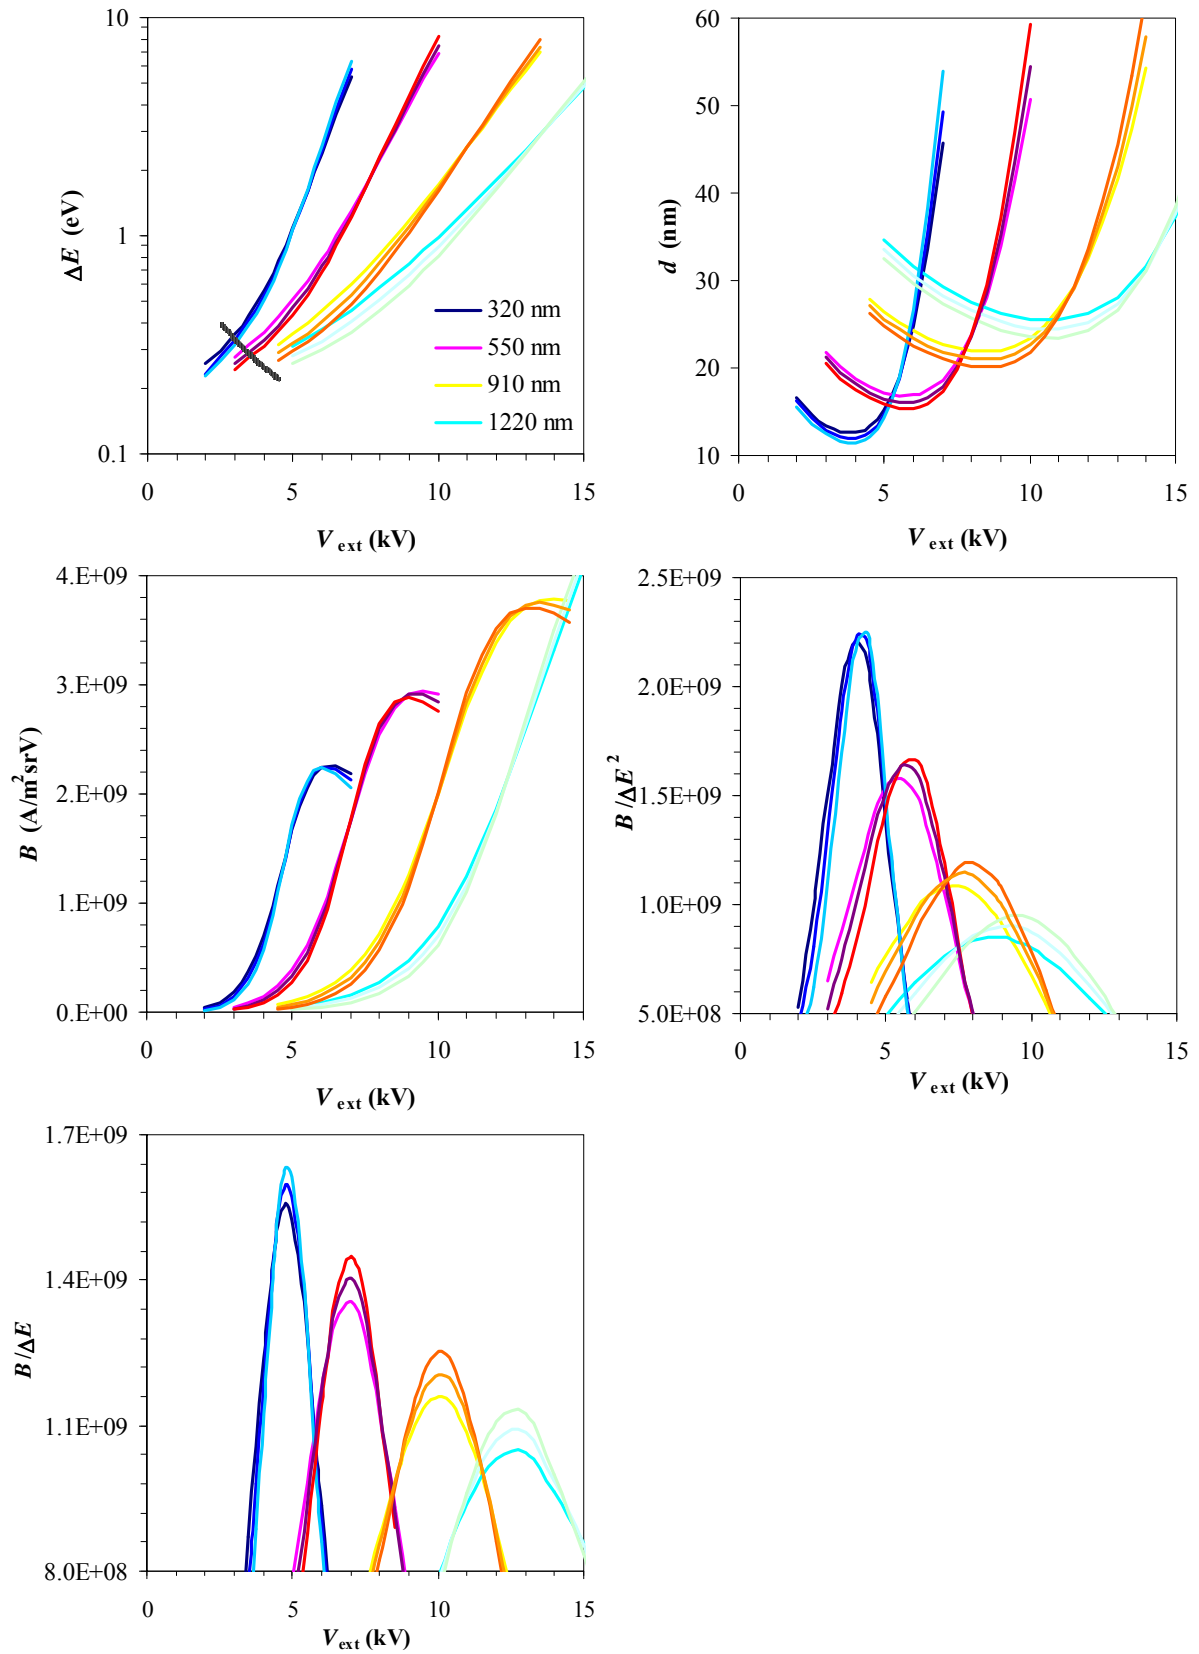 10
1
0.1
ΔE (eV)
320 nm
550 nm
910 nm
1220 nm
0 5 10 15
V ext (kV)
60
50
40
30
20
10
d (nm)
0 5 10 15
V ext (kV)
4.E+09
3.E+09
2.E+09
1.E+09
0.E+00
B (A/m²srV)
0 5 10 15
V ext (kV)
2.5E+09
2.0E+09
1.5E+09
1.0E+09
5.0E+08
B/ΔE²
0 5 10 15
V ext (kV)
1.7E+09
1.4E+09
1.1E+09
8.0E+08
B/ΔE
0 5 10 15
Vext (kV)